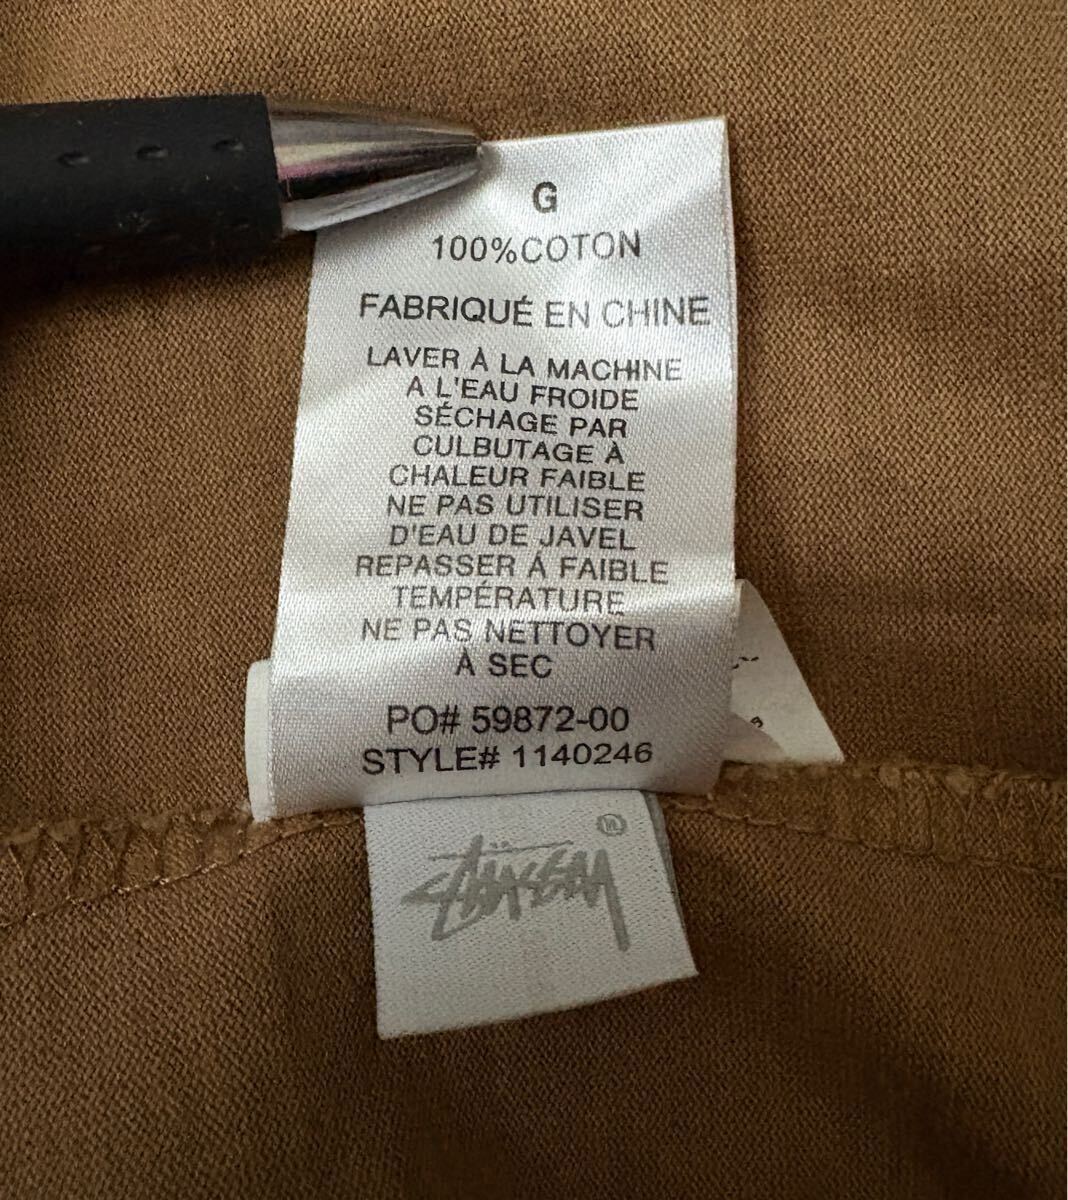 G
100%COTON
FABRIQUÉ EN CHINE
LAVER À LA MACHINE
A L'EAU FROIDE
SÉCHAGE PAR
CULBUTAGE À
CHALEUR FAIBLE
NE PAS UTILISER
D'EAU DE JAVEL
REPASSER À FAIBLE
TEMPÉRATURE
NE PAS NETTOYER
À SEC
PO# 59872-00
STYLE# 1140246
Stüssy